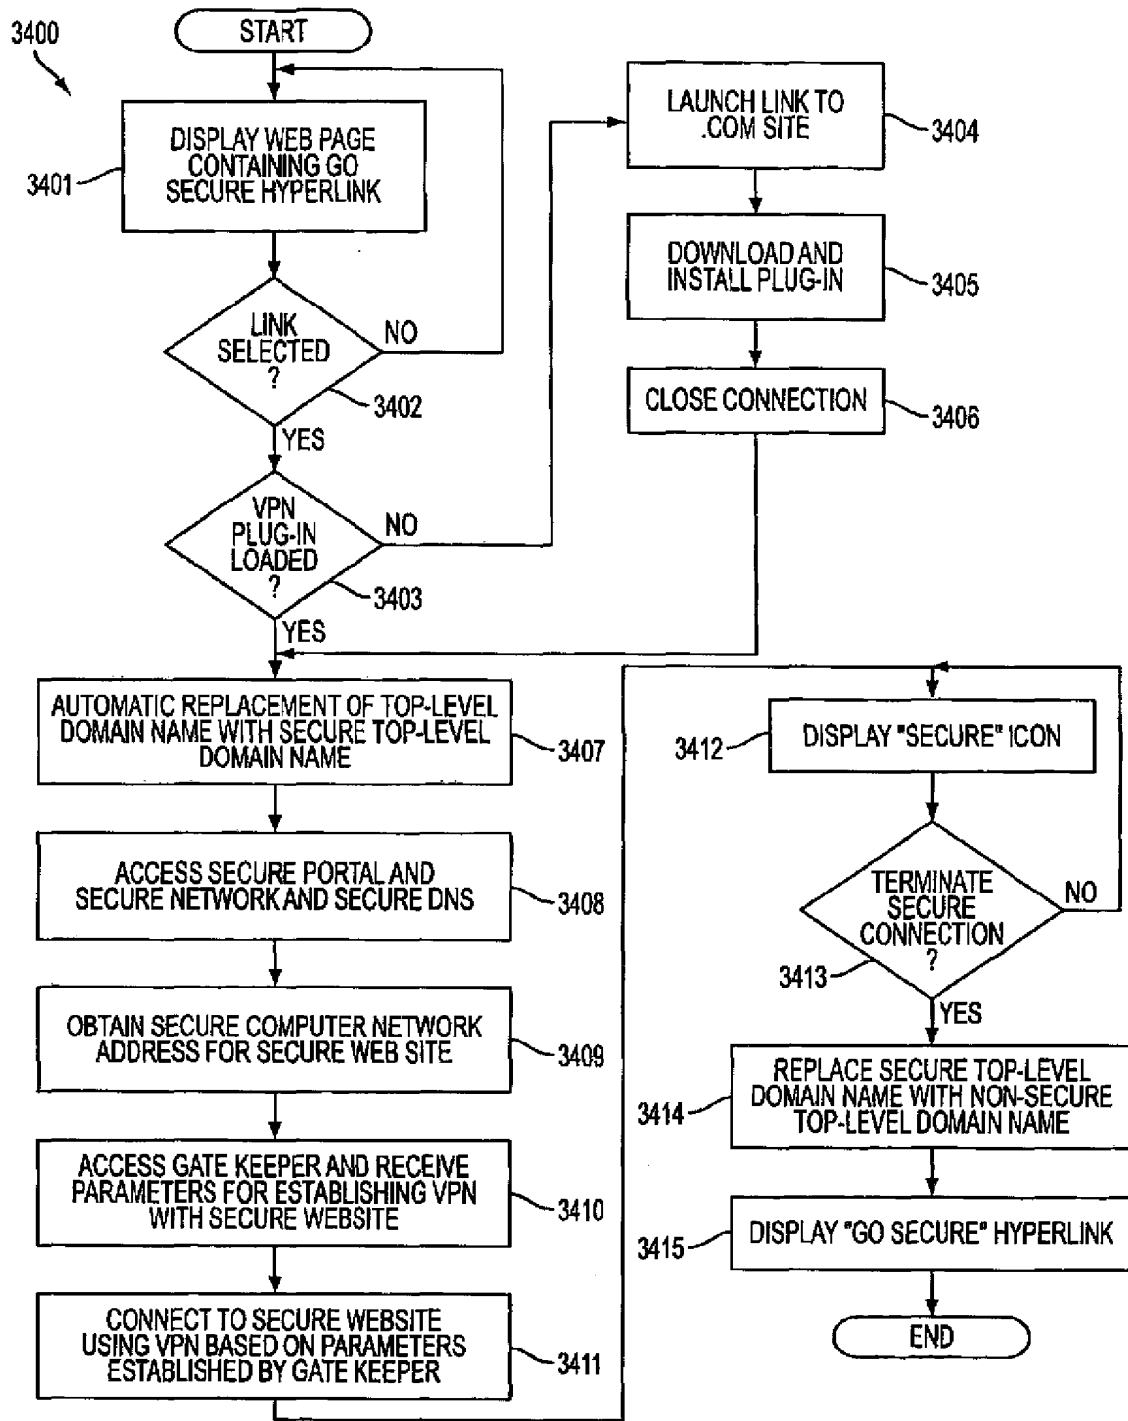 3400
START
DISPLAY WEB PAGE
CONTAINING GO
SECURE HYPERLINK
3401
LINK
SELECTED
?
NO
3402
YES
VPN
PLUG-IN
LOADED
?
NO
3403
YES
LAUNCH LINK TO
.COM SITE
3404
DOWNLOAD AND
INSTALL PLUG-IN
3405
CLOSE CONNECTION
3406
AUTOMATIC REPLACEMENT OF TOP-LEVEL
DOMAIN NAME WITH SECURE TOP-LEVEL
DOMAIN NAME
3407
ACCESS SECURE PORTAL AND
SECURE NETWORK AND SECURE DNS
3408
OBTAIN SECURE COMPUTER NETWORK
ADDRESS FOR SECURE WEB SITE
3409
ACCESS GATE KEEPER AND RECEIVE
PARAMETERS FOR ESTABLISHING VPN
WITH SECURE WEBSITE
3410
CONNECT TO SECURE WEBSITE
USING VPN BASED ON PARAMETERS
ESTABLISHED BY GATE KEEPER
3411
3412
DISPLAY "SECURE" ICON
TERMINATE
SECURE
CONNECTION
?
NO
3413
YES
REPLACE SECURE TOP-LEVEL
DOMAIN NAME WITH NON-SECURE
TOP-LEVEL DOMAIN NAME
3414
DISPLAY "GO SECURE" HYPERLINK
3415
END